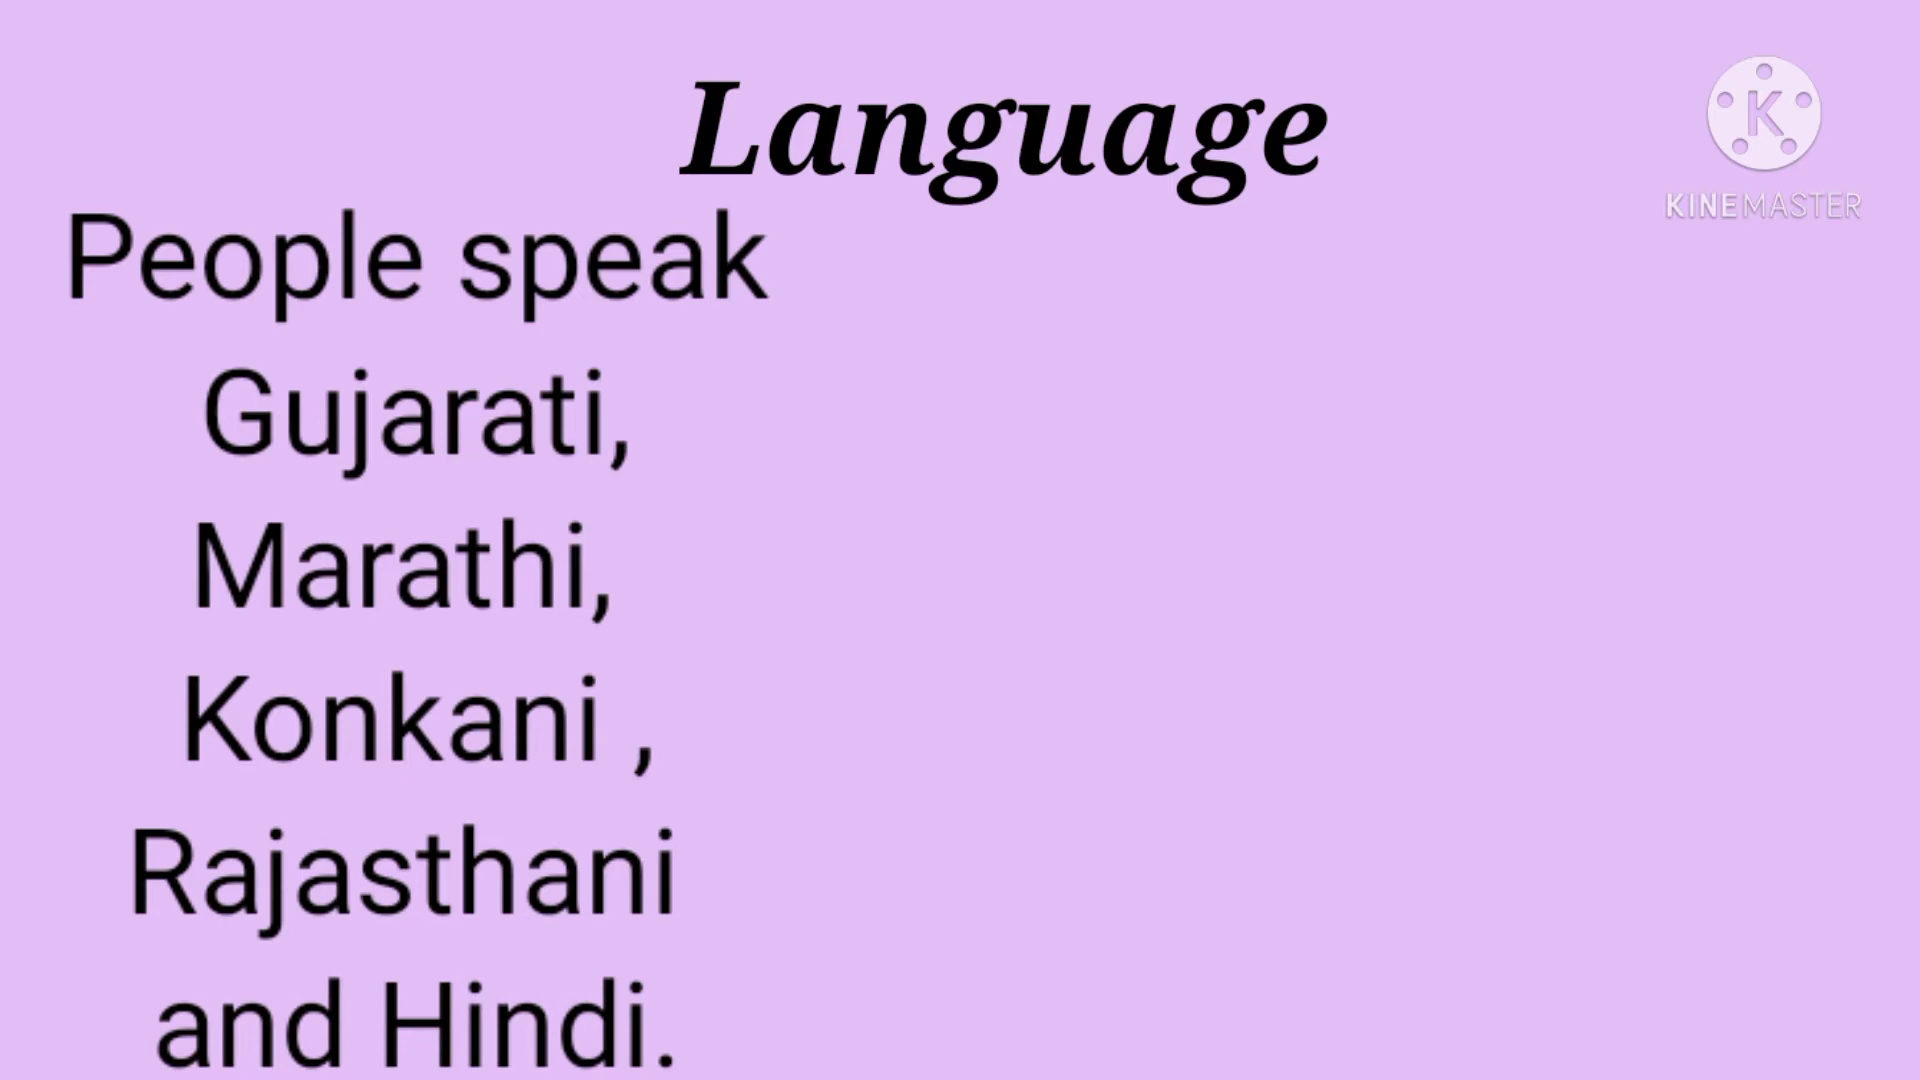 Language
KINEMASTER
People speak
Gujarati,
Marathi,
Konkani ,
Rajasthani
and Hindi.